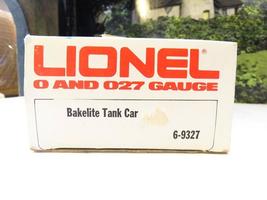 LIONEL
O AND O27 GAUGE
Bakelite Tank Car
6-9327